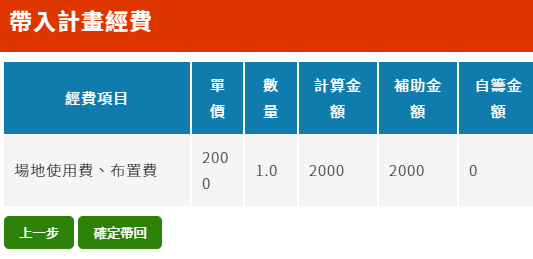 帶入計畫經費
經費項目 單價 數量 計算金額 補助金額 自籌金額
場地使用費、布置費 2000 1.0 2000 2000 0
上一步 確定帶回